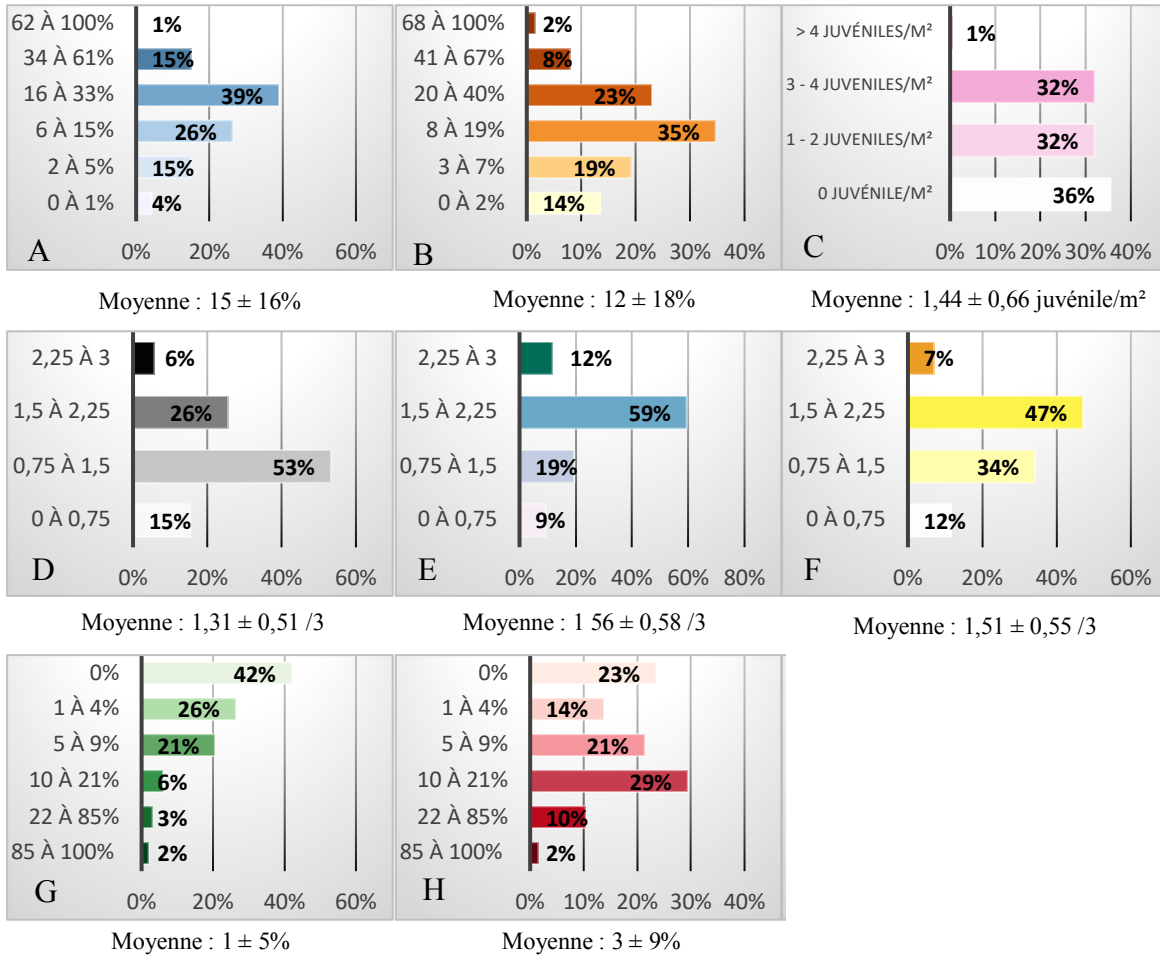 62 À 100% 1%
34 À 61% 15%
16 À 33% 39%
6 À 15% 26%
2 À 5% 15%
0 À 1% 4%
0% 20% 40% 60%
A
Moyenne : 15 ± 16%
68 À 100% 2%
41 À 67% 8%
20 À 40% 23%
8 À 19% 35%
3 À 7% 19%
0 À 2% 14%
0% 10% 20% 30% 40%
B
Moyenne : 12 ± 18%
> 4 JUVÉNILES/M² 1%
3 - 4 JUVENILES/M² 32%
1 - 2 JUVENILES/M² 32%
0 JUVÉNILE/M² 36%
0% 10% 20% 30% 40%
C
Moyenne : 1,44 ± 0,66 juvénile/m²
2,25 À 3 6%
1,5 À 2,25 26%
0,75 À 1,5 53%
0 À 0,75 15%
D
0% 20% 40% 60%
Moyenne : 1,31 ± 0,51 /3
2,25 À 3 12%
1,5 À 2,25 59%
0,75 À 1,5 19%
0 À 0,75 9%
E
0% 20% 40% 60% 80%
Moyenne : 1 56 ± 0,58 /3
2,25 À 3 7%
1,5 À 2,25 47%
0,75 À 1,5 34%
0 À 0,75 12%
F
0% 20% 40% 60%
Moyenne : 1,51 ± 0,55 /3
0% 42%
1 À 4% 26%
5 À 9% 21%
10 À 21% 6%
22 À 85% 3%
85 À 100% 2%
G
0% 20% 40% 60%
Moyenne : 1 ± 5%
0% 23%
1 À 4% 14%
5 À 9% 21%
10 À 21% 29%
22 À 85% 10%
85 À 100% 2%
H
0% 10% 20% 30% 40%
Moyenne : 3 ± 9%